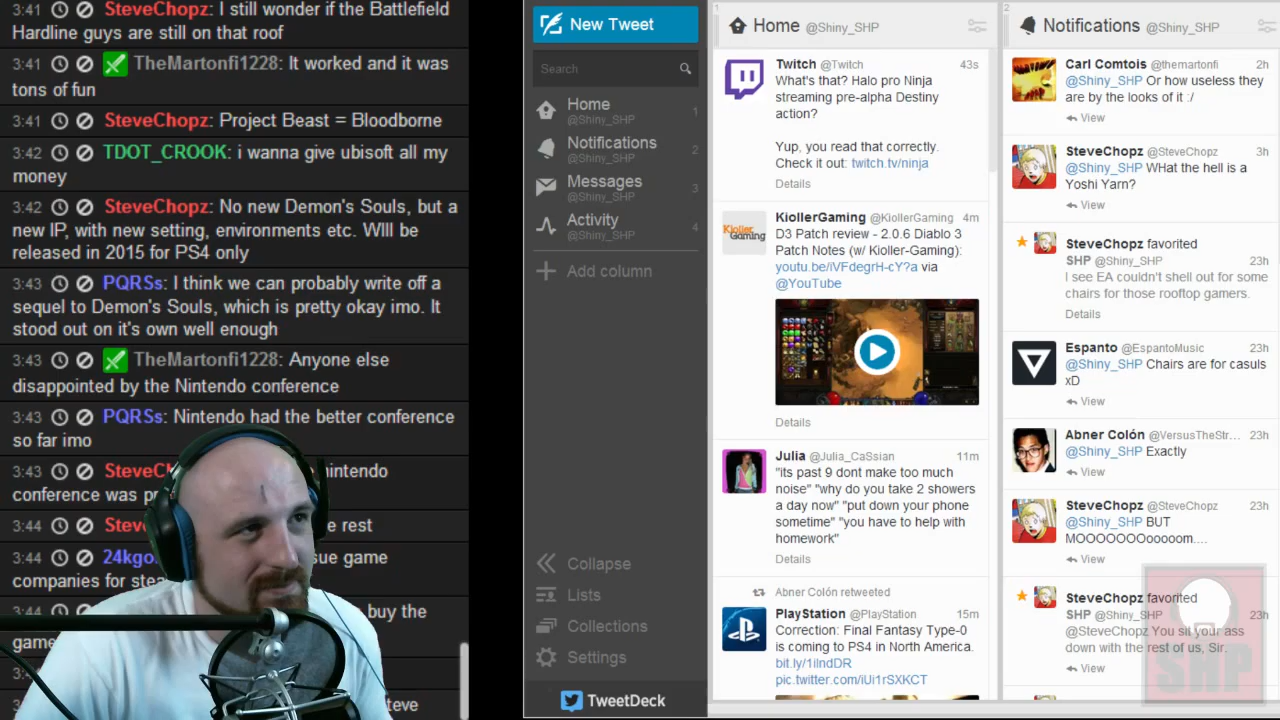 3:41 SteveChopz: I still wonder if the Battlefield
Hardline guys are still on that roof
3:41 TheMartonfi1228: It worked and it was
tons of fun
3:41 SteveChopz: Project Beast = Bloodborne
3:42 TDOT_CROOK: i wanna give ubisoft all my
money
3:42 SteveChopz: No new Demon's Souls, but a
new IP, with new setting, environments etc. WIll be
released in 2015 for PS4 only
3:43 PQRSs: I think we can probably write off a
sequel to Demon's Souls, which is pretty okay imo. It
stood out on it's own well enough
3:43 TheMartonfi1228: Anyone else
disappointed by the Nintendo conference
3:43 PQRSs: Nintendo had the better conference
so far imo
3:43 nintendo
conference was
3:44 rest
3:44 game
companies for
3:44 buy the
New Tweet
Search
Home 1
@Shiny_SHP
Notifications 2
@Shiny_SHP
Messages 3
@Shiny_SHP
Activity 4
@Shiny_SHP
Add column
Collapse
Lists
Collections
Settings
TweetDeck
1
Home @Shiny_SHP
Twitch @Twitch 43s
What's that? Halo pro Ninja
streaming pre-alpha Destiny
action?
Yup, you read that correctly.
Check it out: twitch.tv/ninja
Details
KiollerGaming @KiollerGaming 4m
Kioller
Gaming
D3 Patch review - 2.0.6 Diablo 3
Patch Notes (w/ Kioller-Gaming):
youtu.be/iVFdegrH-cY?a via
@YouTube
Details
Julia @Julia_CaSsian 11m
"its past 9 dont make too much
noise" "why do you take 2 showers
a day now" "put down your phone
sometime" "you have to help with
homework"
Details
Abner Colón retweeted
PlayStation @PlayStation 15m
Correction: Final Fantasy Type-0
is coming to PS4 in North America.
bit.ly/1ilndDR
pic.twitter.com/iUi1rSXKCT
2
Notifications @Shiny_SHP
Carl Comtois @themartonfi 2h
@Shiny_SHP Or how useless they
are by the looks of it :/
View
SteveChopz @SteveChopz 3h
@Shiny_SHP WHat the hell is a
Yoshi Yarn?
View
SteveChopz favorited
SHP @Shiny_SHP 23h
I see EA couldn't shell out for some
chairs for those rooftop gamers.
Details
Espanto @EspantoMusic 23h
@Shiny_SHP Chairs are for casuls
xD
View
Abner Colón @VersusTheStr... 23h
@Shiny_SHP Exactly
View
SteveChopz @SteveChopz 23h
@Shiny_SHP BUT
MOOOOOOOooooom....
View
SteveChopz favorited
SHP @Shiny_SHP 23h
@SteveChopz You sit your ass
down with the rest of us, Sir.
View
SHP